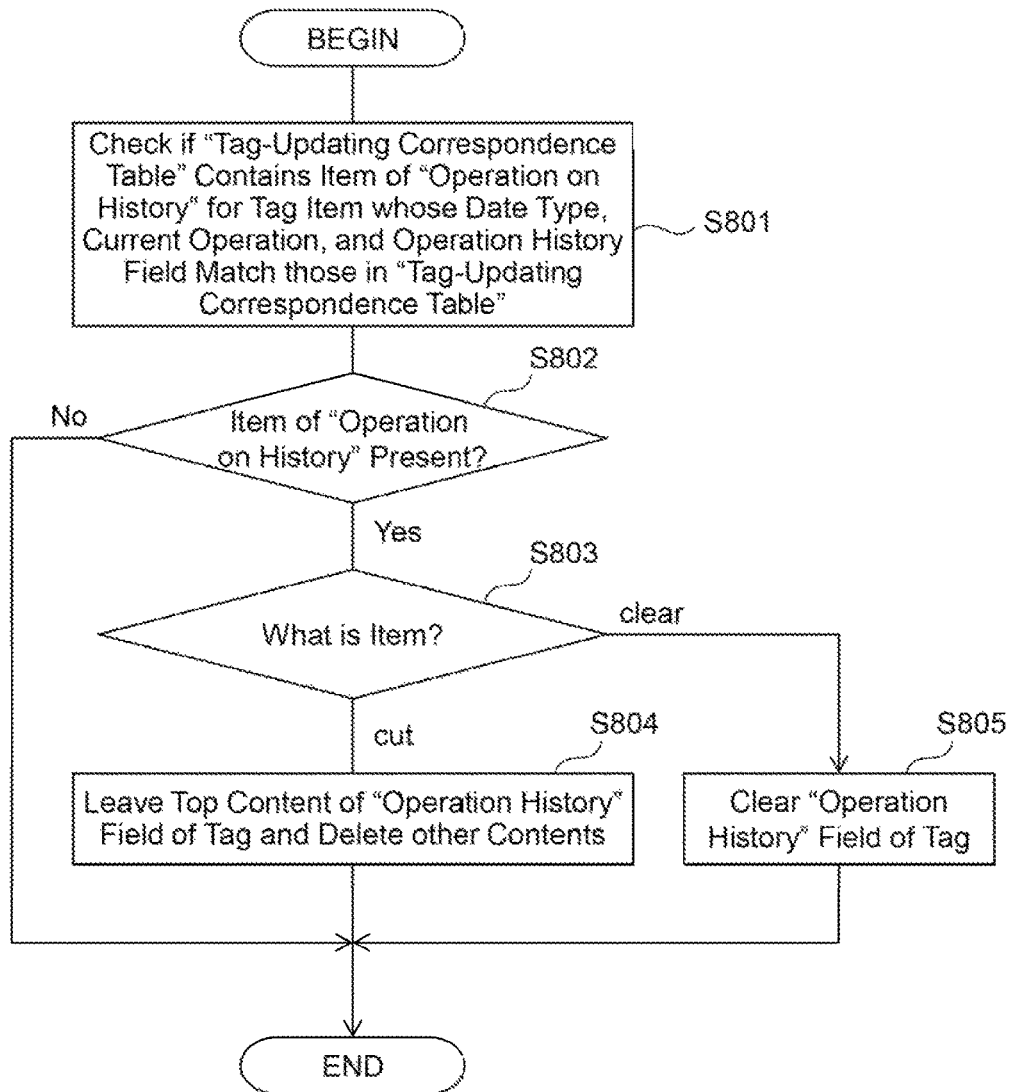 BEGIN
Check if “Tag-Updating Correspondence
Table” Contains Item of “Operation on
History” for Tag Item whose Date Type,
Current Operation, and Operation History
Field Match those in “Tag-Updating
Correspondence Table”
S801
S802
No
Item of “Operation
on History” Present?
Yes
S803
What is Item?
clear
cut
S804
S805
Leave Top Content of “Operation History”
Field of Tag and Delete other Contents
Clear “Operation
History” Field of Tag
END